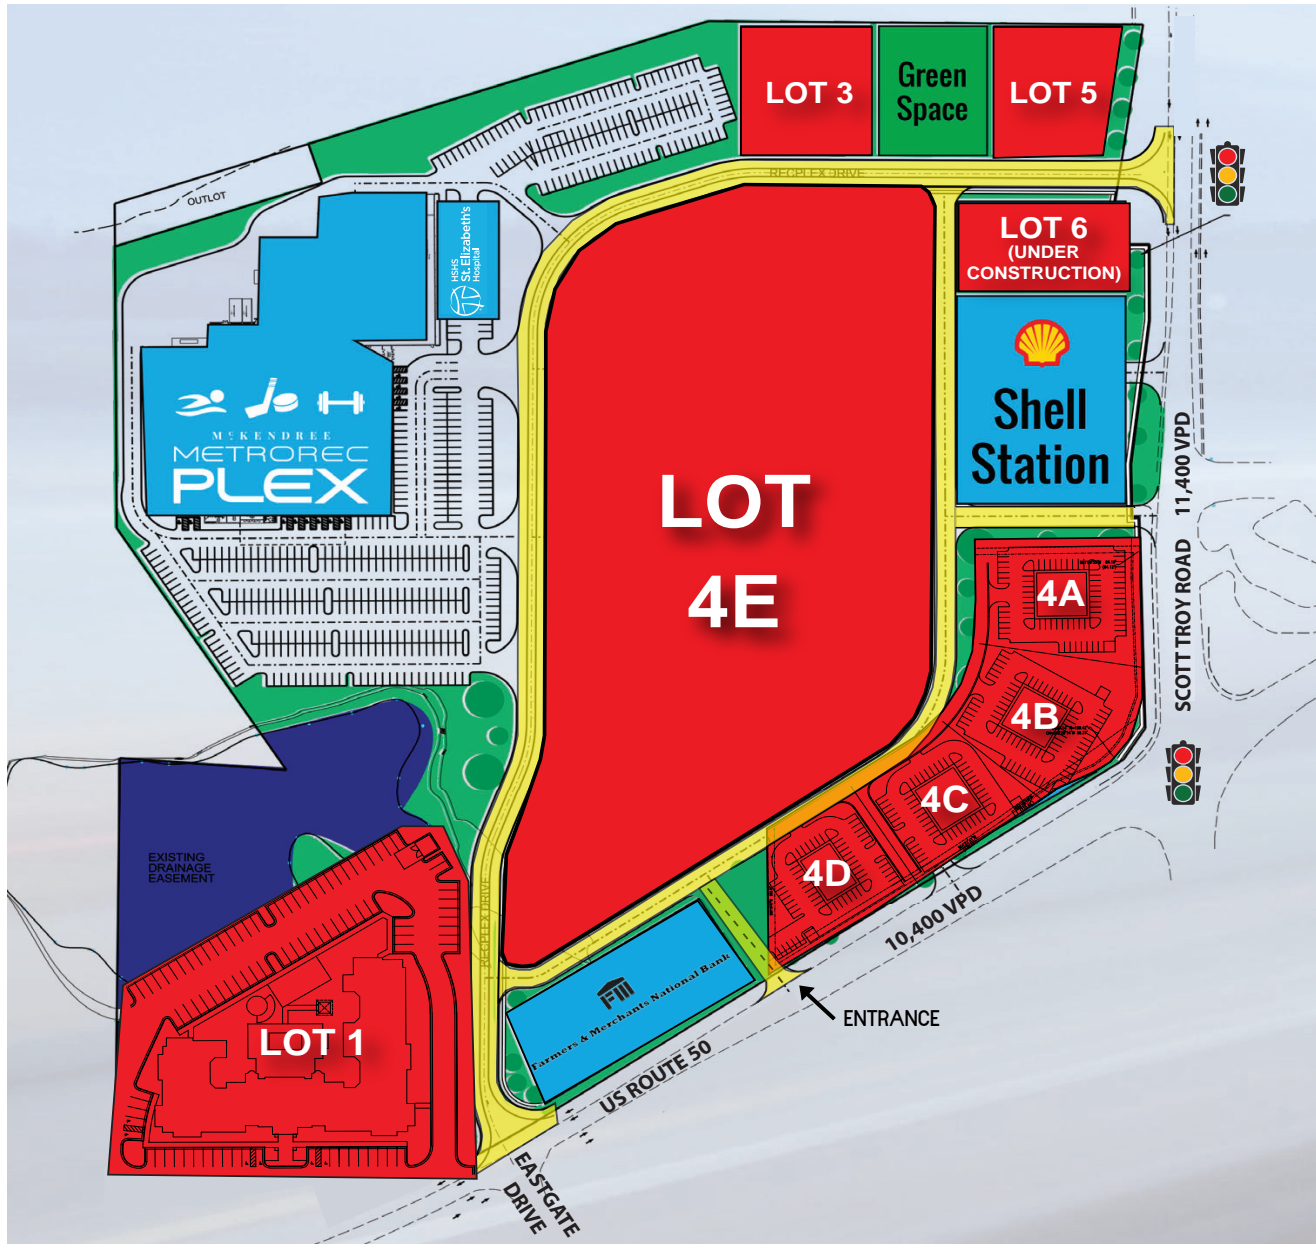 LOT 3
Green
Space
LOT 5
RECPLEX DRIVE
OUTLOT
LOT 6
(UNDER
CONSTRUCTION)
HSHS
St. Elizabeth's
Hospital
Shell
Station
McKENDREE
METROREC
PLEX
LOT
4E
SCOTT TROY ROAD 11,400 VPD
4A
4B
4C
4D
EXISTING
DRAINAGE
EASEMENT
RECPLEX DRIVE
10,400 VPD
FM
Farmers & Merchants National Bank
ENTRANCE
LOT 1
US ROUTE 50
EASTGATE
DRIVE